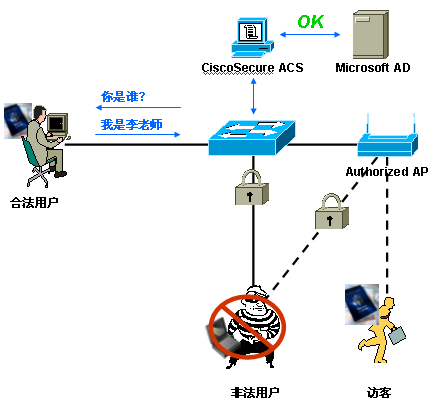 OK
CiscoSecure ACS
Microsoft AD
你是谁?
我是李老师
合法用户
Authorized AP
非法用户
访客